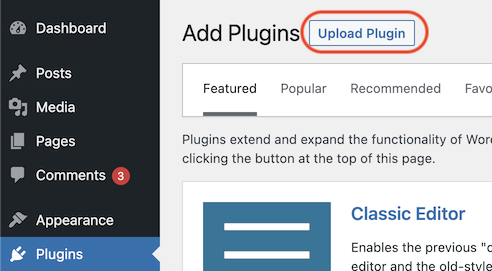 Dashboard
Posts
Media
Pages
Comments 3
Appearance
Plugins
Add Plugins Upload Plugin
Featured Popular Recommended
Plugins extend and expand the functionality of
clicking the button at the top of this page.
Classic Editor
Enables the previous "
editor and the old-style